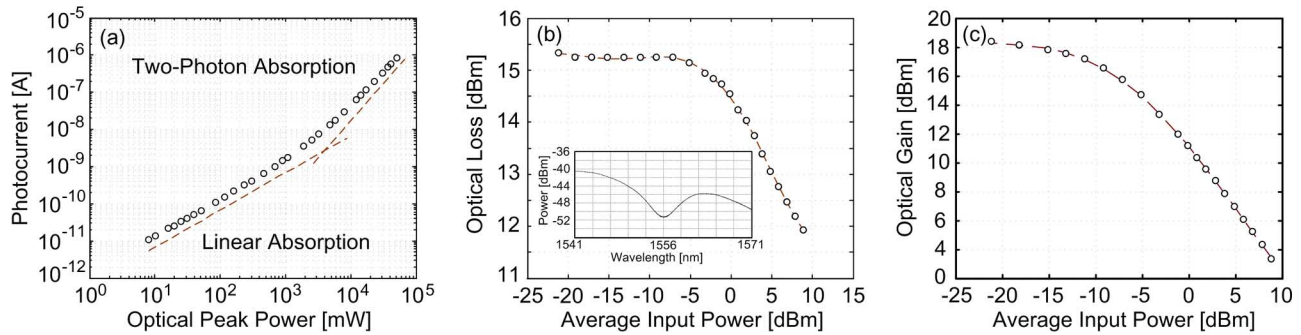 (a)
Two-Photon Absorption
Linear Absorption
Photocurrent [A]
10^-5
10^-6
10^-7
10^-8
10^-9
10^-10
10^-11
10^-12
10^0 10^1 10^2 10^3 10^4 10^5
Optical Peak Power [mW]
(b)
Optical Loss [dBm]
16
15
14
13
12
11
-25 -20 -15 -10 -5 0 5 10 15
Average Input Power [dBm]
Power [dBm]
-36
-40
-44
-48
-52
1541 1556 1571
Wavelength [nm]
(c)
Optical Gain [dBm]
20
18
16
14
12
10
8
6
4
2
0
-25 -20 -15 -10 -5 0 5 10
Average Input Power [dBm]